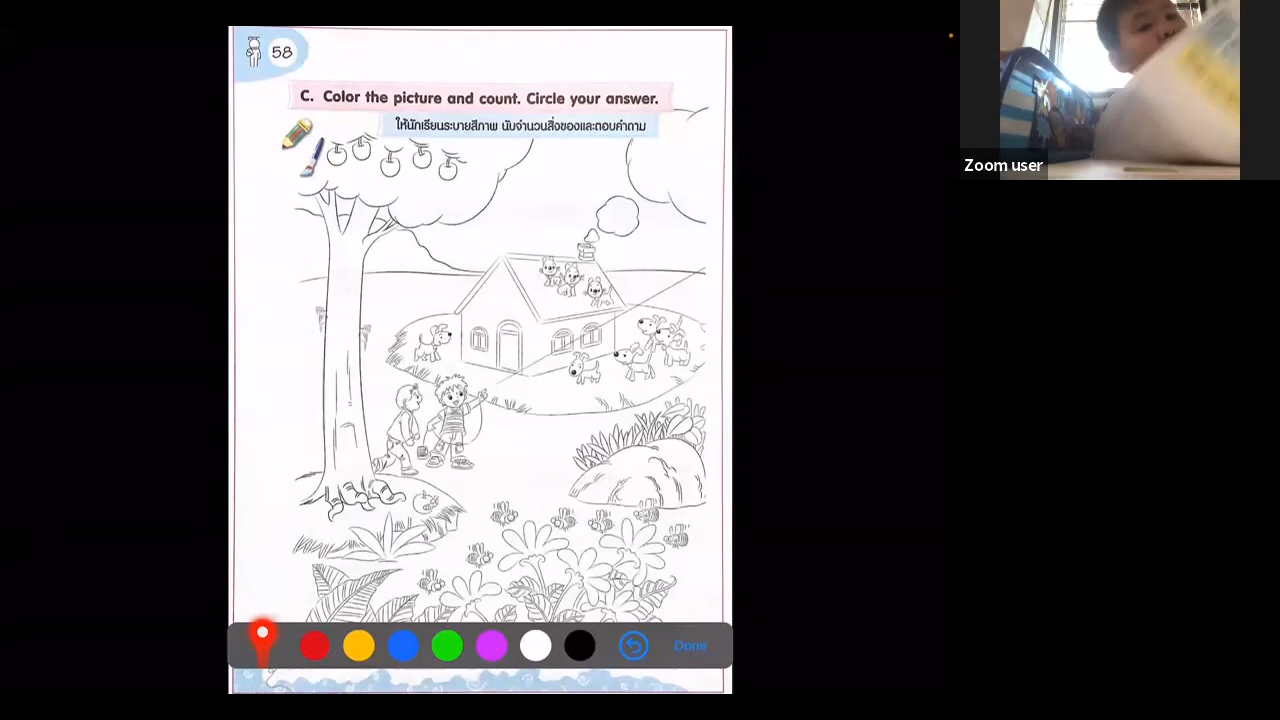 58
C. Color the picture and count. Circle your answer.
ให้นักเรียนระบายสีภาพ นับจำนวนสิ่งของและตอบคำถาม
Zoom user
Done